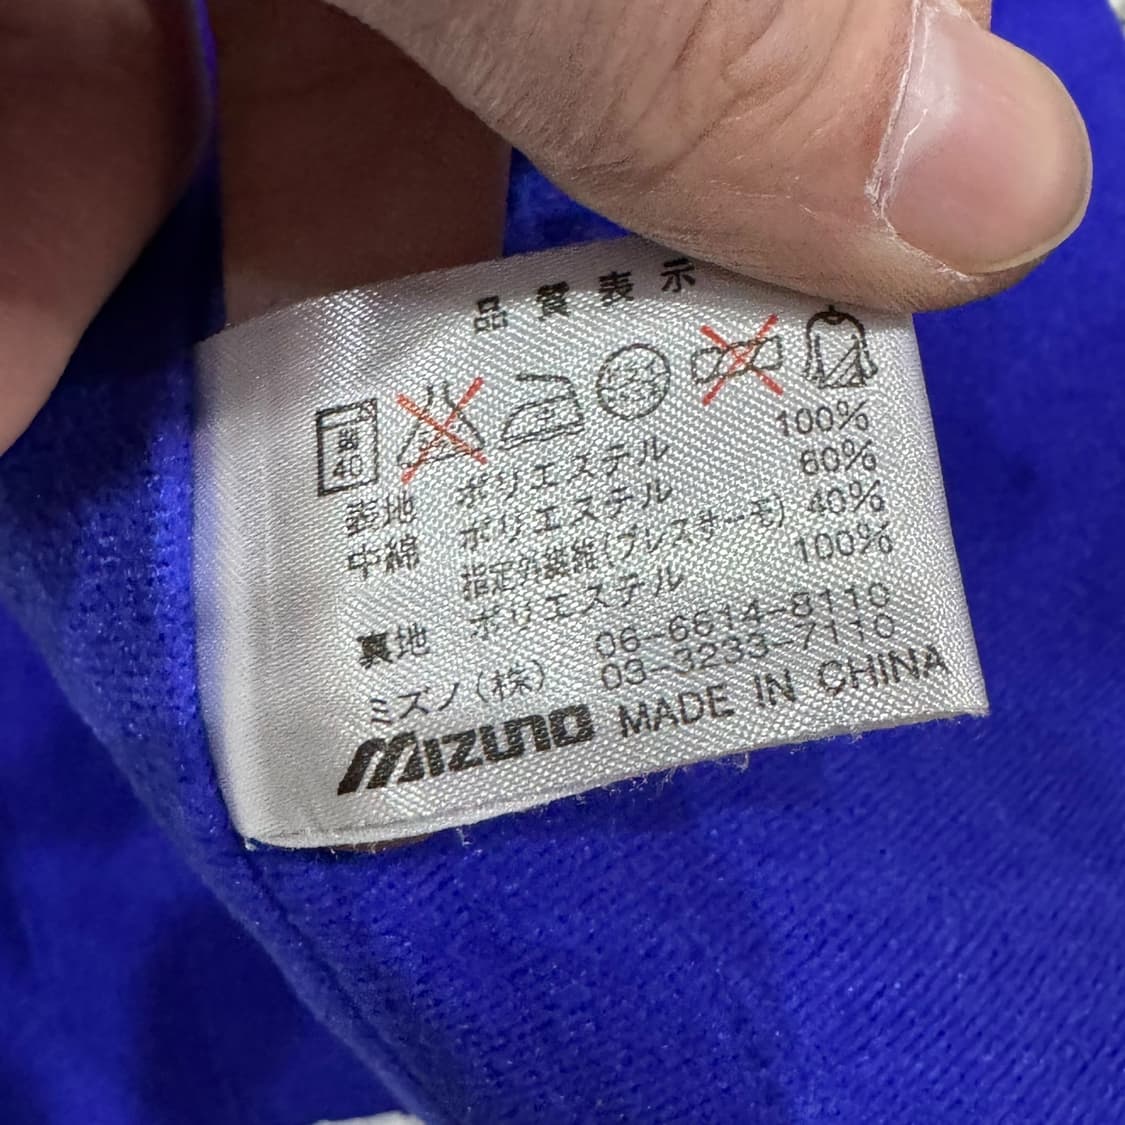 品質表示
弱
40
表地 ポリエステル 100%
中綿 ポリエステル 60%
指定外繊維(ブレスサーモ) 40%
裏地 ポリエステル 100%
ミズノ(株) 06-6614-8110
03-3233-7110
MIZUNO MADE IN CHINA